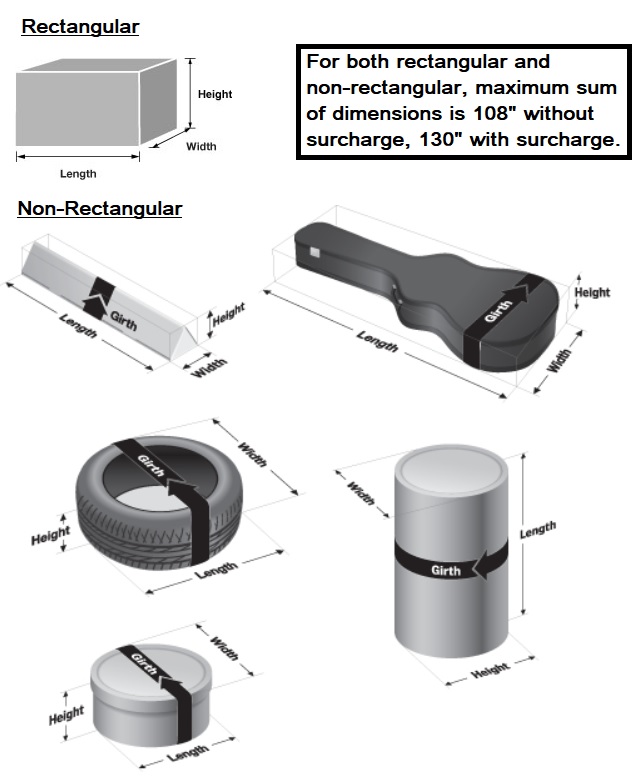 Rectangular
For both rectangular and
non-rectangular, maximum sum
of dimensions is 108" without
surcharge, 130" with surcharge.
Height
Width
Length
Non-Rectangular
Girth
Height
Length
Width
Girth
Height
Length
Width
Girth
Width
Height
Length
Width
Length
Girth
Height
Girth
Width
Height
Length